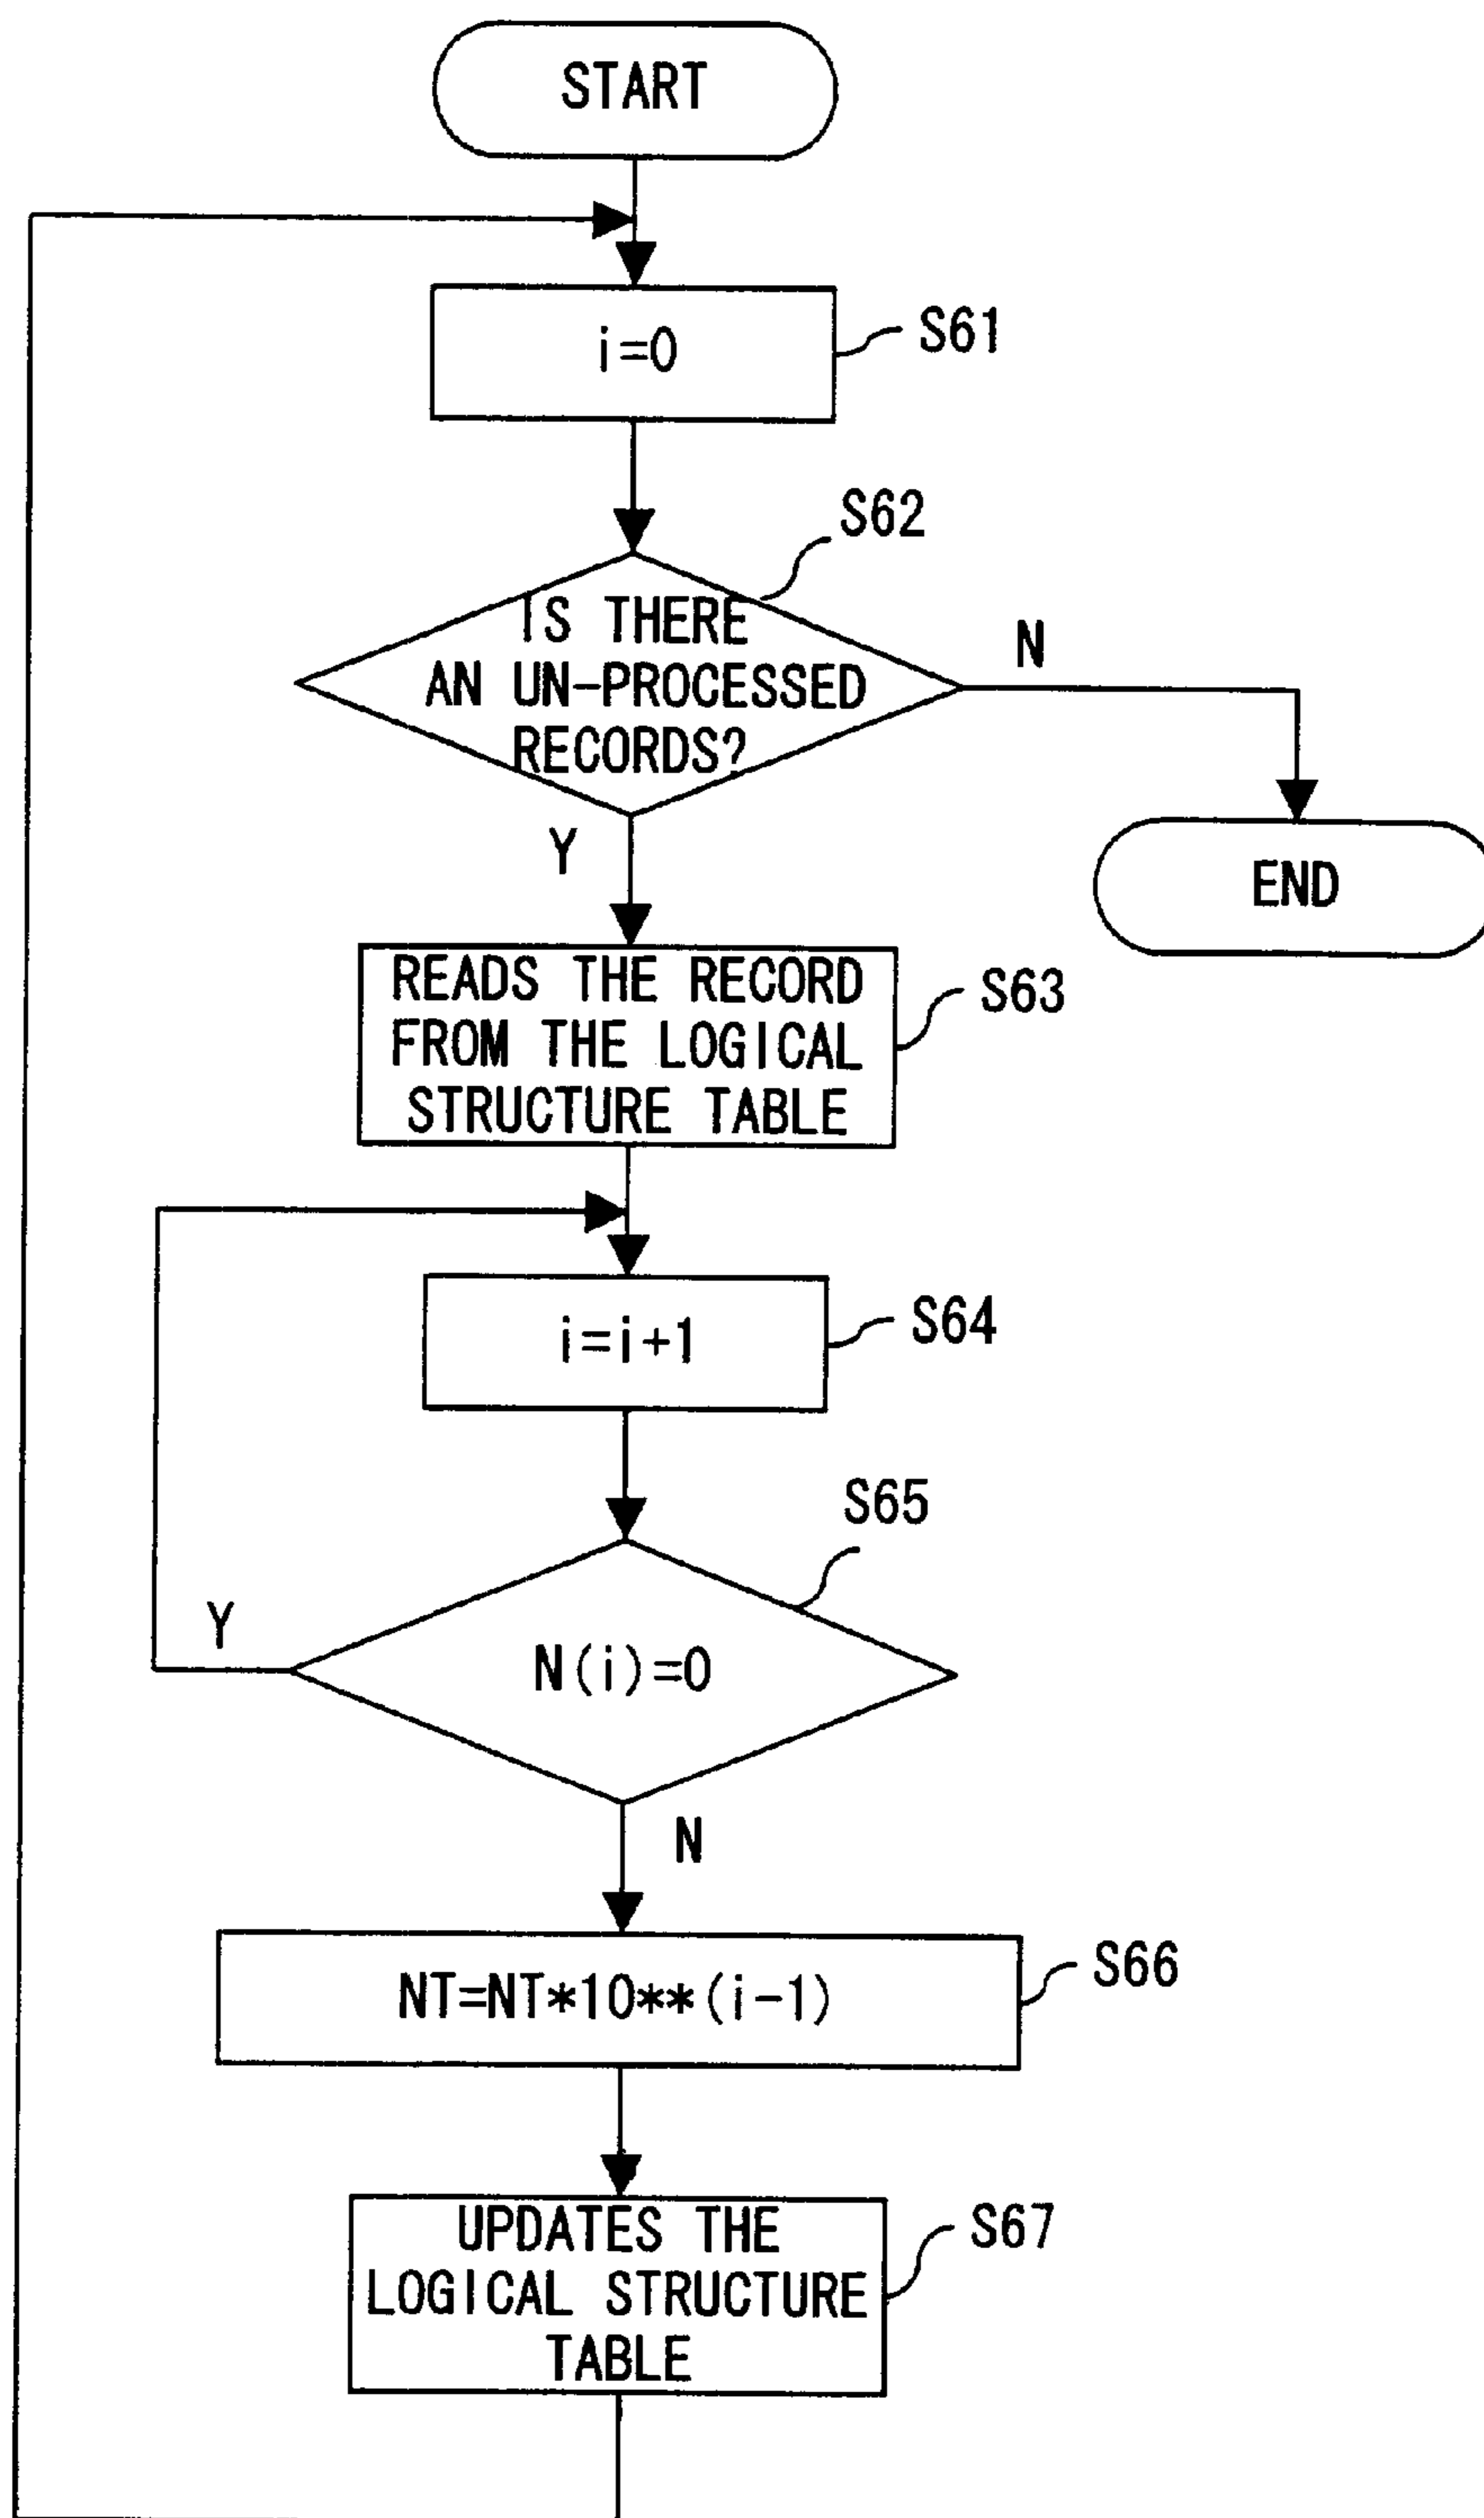 START
i=0
S61
S62
IS THERE
AN UN-PROCESSED
RECORDS?
N
Y
END
READS THE RECORD
FROM THE LOGICAL
STRUCTURE TABLE
S63
i=i+1
S64
S65
Y
N(i)=0
N
NT=NT*10**(i-1)
S66
UPDATES THE
LOGICAL STRUCTURE
TABLE
S67